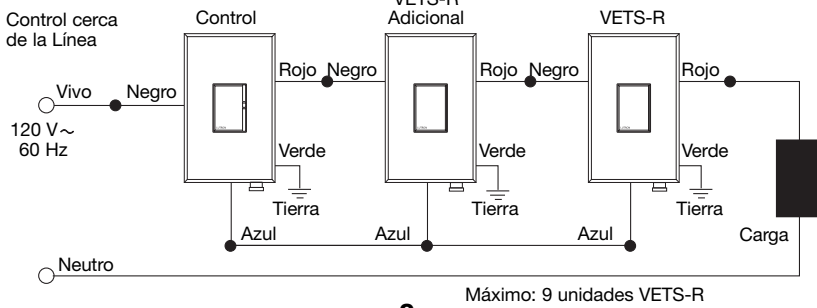 Control cerca
de la Línea
Control
VETS-R
Adicional
VETS-R
Vivo
Negro
Rojo
Negro
Rojo
Negro
Rojo
120 V~
60 Hz
Verde
Verde
Verde
Tierra
Tierra
Tierra
Azul
Azul
Azul
Carga
Neutro
Máximo: 9 unidades VETS-R